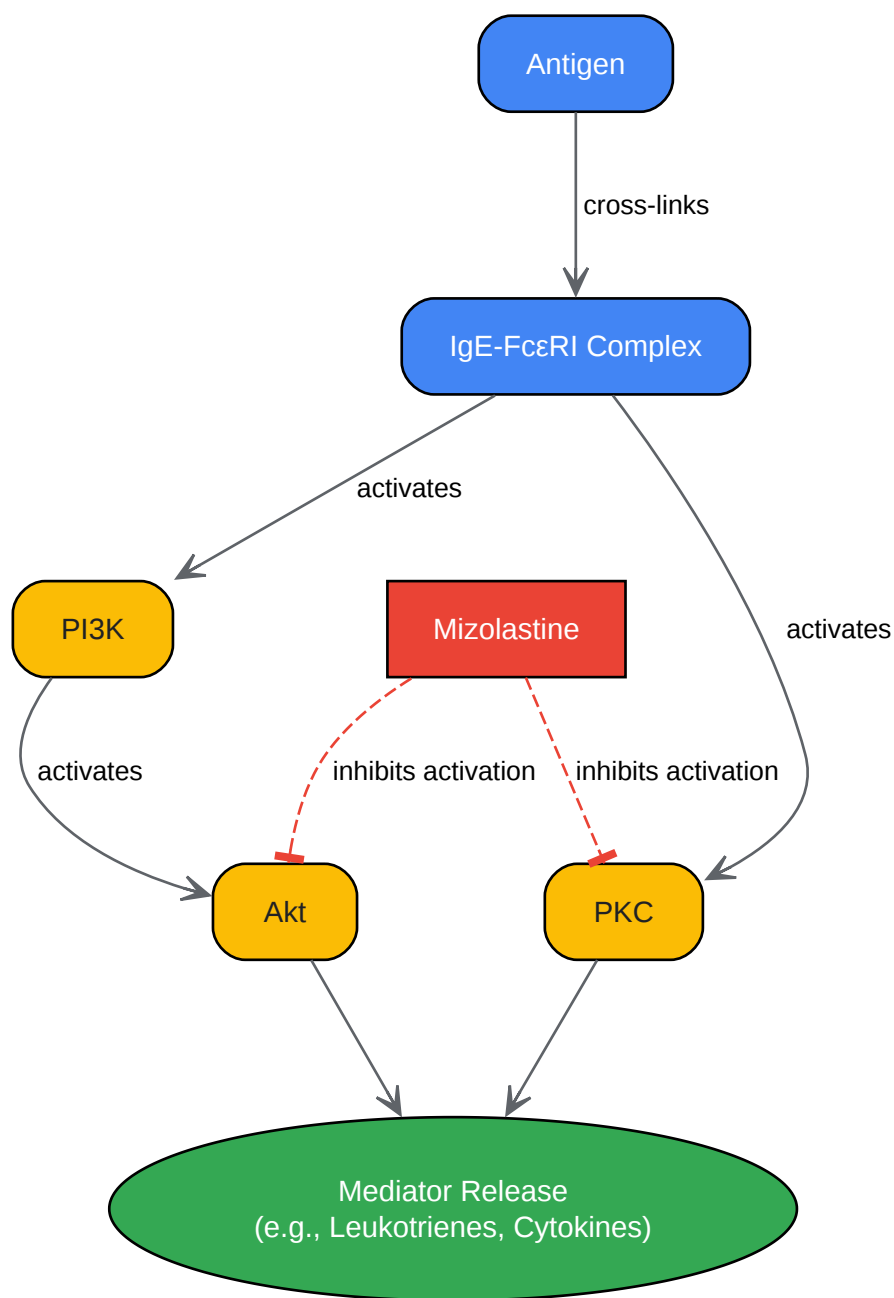 Antigen
cross-links
IgE-FcεRI Complex
activates
PI3K
Mizolastine
activates
activates
inhibits activation
inhibits activation
Akt
PKC
Mediator Release
(e.g., Leukotrienes, Cytokines)